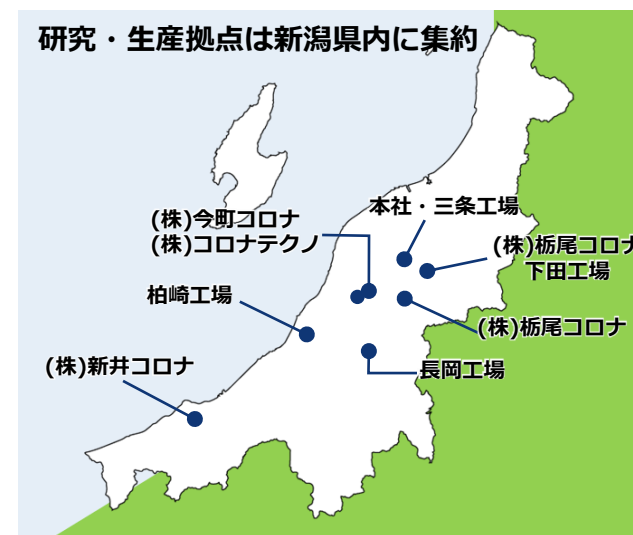 研究・生産拠点は新潟県内に集約
(株)今町コロナ
(株)コロナテクノ
本社・三条工場
(株)栃尾コロナ
下田工場
柏崎工場
(株)栃尾コロナ
(株)新井コロナ
長岡工場